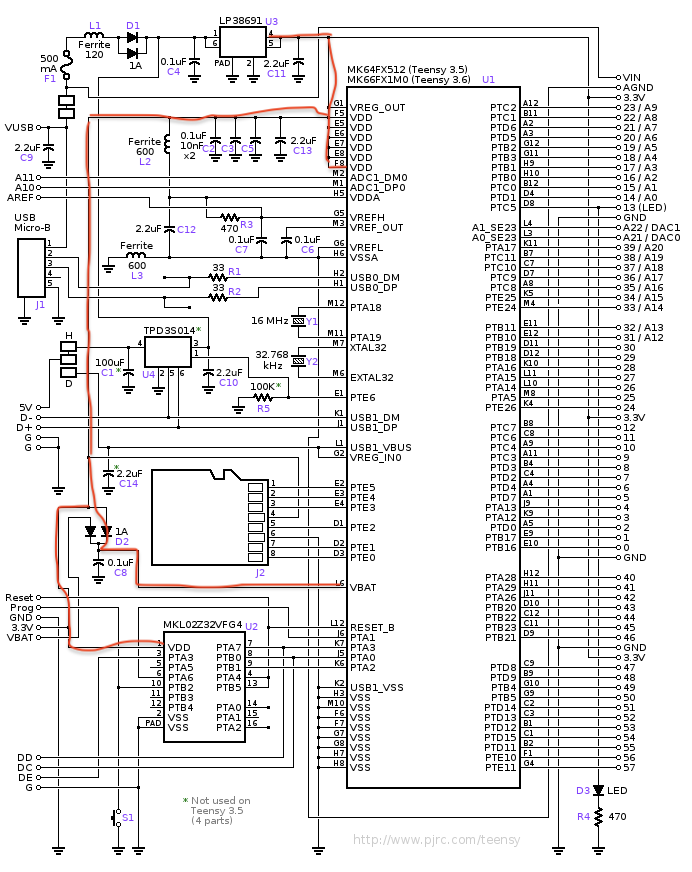 LP38691 U3
L1 D1
Ferrite
120
1A
500
mA
F1
0.1uF
C4
1 4
6 5
PAD 2
2.2uF
C11
MK64FX512 (Teensy 3.5)
MK66FX1M0 (Teensy 3.6) U1
VIN
AGND
3.3V
VUSB
2.2uF
C9
Ferrite
600
L2
0.1uF
10nF
x2
C2 C3 C5
2.2uF
C13
G1 VREG_OUT
F5 VDD
E5 VDD
E6 VDD
E7 VDD
E8 VDD
F8 VDD
M2 ADC1_DM0
M1 ADC1_DP0
H5 VDDA
G5 VREFH
M3 VREF_OUT
G6 VREFL
H6 VSSA
H2 USB0_DM
H1 USB0_DP
M12 PTA18
M11 PTA19
M7 XTAL32
M6 EXTAL32
E1 PTE6
K1 USB1_DM
J1 USB1_DP
L1 USB1_VBUS
G2 VREG_IN0
E2 PTE5
E3 PTE4
E4 PTE3
D1 PTE2
D2 PTE1
D3 PTE0
L6 VBAT
L12 RESET_B
J6 PTA1
K7 PTA3
J5 PTA0
K6 PTA2
K2 USB1_VSS
H3 VSS
M10 VSS
F6 VSS
F7 VSS
G7 VSS
G8 VSS
H7 VSS
H8 VSS
PTC2 A12 23 / A9
PTC1 B11 22 / A8
PTD6 A2 21 / A7
PTD5 A3 20 / A6
PTB2 G12 19 / A5
PTB3 G11 18 / A4
PTB1 H9 17 / A3
PTB0 H10 16 / A2
PTC0 B12 15 / A1
PTD1 D4 14 / A0
PTC5 D8 13 (LED)
GND
A1_SE23 L4 A22 / DAC1
A0_SE23 L3 A21 / DAC0
PTA17 K11 39 / A20
PTC11 B7 38 / A19
PTC10 C7 37 / A18
PTC9 D7 36 / A17
PTC8 A8 35 / A16
PTE25 K5 34 / A15
PTE24 M4 33 / A14
PTB11 E11 32 / A13
PTB10 E12 31 / A12
PTB19 D11 30
PTB18 D12 29
PTA16 K10 28
PTA15 L11 27
PTA14 L10 26
PTA5 M8 25
PTE26 K4 24
3.3V
PTC7 B8 12
PTC6 C8 11
PTC4 A9 10
PTC3 A11 9
PTD3 B4 8
PTD2 C4 7
PTD4 A4 6
PTD7 A1 5
PTA13 J9 4
PTA12 K9 3
PTD0 A5 2
PTB17 E9 1
PTB16 E10 0
GND
PTA28 H12 40
PTA29 H11 41
PTA26 J11 42
PTB20 D10 43
PTB22 C12 44
PTB23 C11 45
PTB21 D9 46
GND
3.3V
PTD8 C9 47
PTD9 B9 48
PTB4 G10 49
PTB5 G9 50
PTD14 C2 51
PTD13 C3 52
PTD12 B1 53
PTD15 C1 54
PTD11 B2 55
PTE10 F1 56
PTE11 G4 57
A11
A10
AREF
USB
Micro-B
1
2
3
4
5
J1
2.2uF C12
R3
470
0.1uF
C7
0.1uF
C6
Ferrite
600
L3
33 R1
33 R2
16 MHz Y1
32.768
kHz Y2
H
D
TPD3S014*
4 3
1
2 5 6
U4
100uF
C1 *
2.2uF
C10
100K*
R5
5V
D-
D+
G
G
*
2.2uF
C14
1
2
3
4
5
6
7
8
J2
1A
D2
0.1uF
C8
Reset
Prog
GND
3.3V
VBAT
MKL02Z32VFG4 U2
1 VDD PTA7 7
3 PTA3 PTB0 8
5 PTA5 PTB1 9
6 PTA6 PTA4 4
10 PTB2 PTB5 13
11 PTB3
12 PTB4 PTA0 14
2 VSS PTA1 15
PAD VSS PTA2 16
DD
DC
DE
G
S1
* Not used on
Teensy 3.5
(4 parts)
D3 LED
R4 470
http://www.pjrc.com/teensy